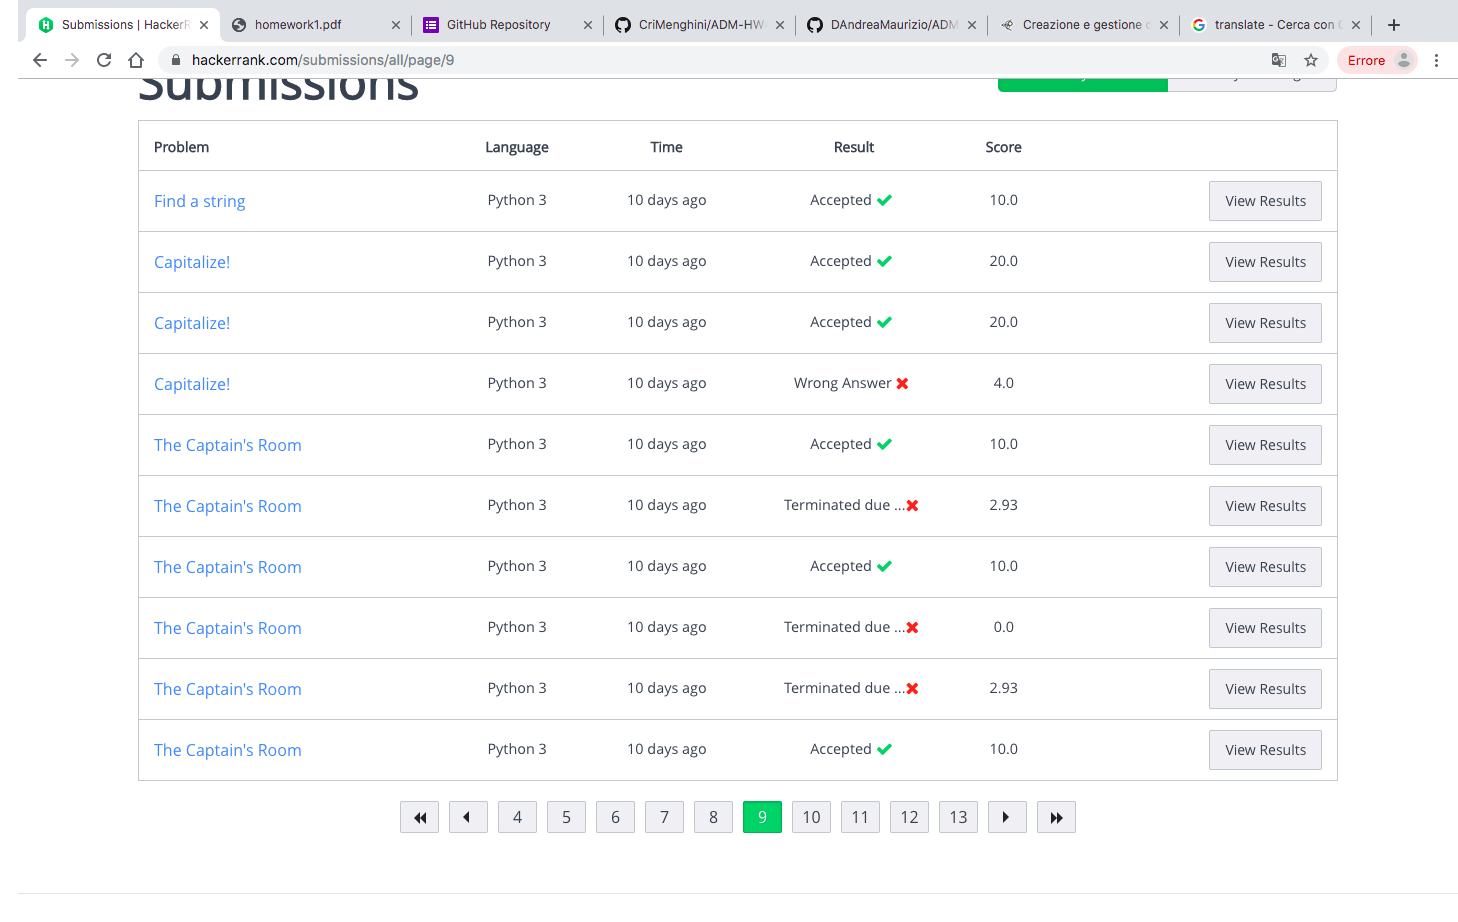 Submissions | HackerR
homework1.pdf
GitHub Repository
CriMenghini/ADM-HW
DAndreaMaurizio/ADM
Creazione e gestione
translate - Cerca con
hackerrank.com/submissions/all/page/9
Errore
Submissions
Problem Language Time Result Score
Find a string Python 3 10 days ago Accepted 10.0 View Results
Capitalize! Python 3 10 days ago Accepted 20.0 View Results
Capitalize! Python 3 10 days ago Accepted 20.0 View Results
Capitalize! Python 3 10 days ago Wrong Answer 4.0 View Results
The Captain's Room Python 3 10 days ago Accepted 10.0 View Results
The Captain's Room Python 3 10 days ago Terminated due ... 2.93 View Results
The Captain's Room Python 3 10 days ago Accepted 10.0 View Results
The Captain's Room Python 3 10 days ago Terminated due ... 0.0 View Results
The Captain's Room Python 3 10 days ago Terminated due ... 2.93 View Results
The Captain's Room Python 3 10 days ago Accepted 10.0 View Results
4 5 6 7 8 9 10 11 12 13